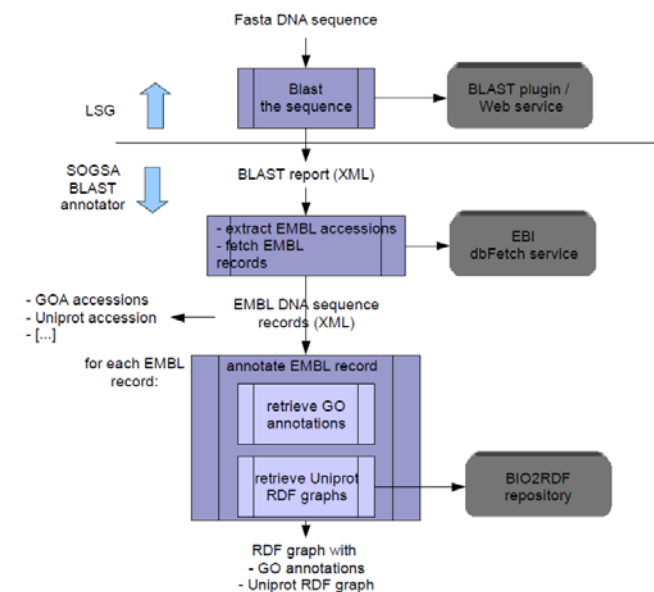 Fasta DNA sequence
Blast
the sequence
BLAST plugin /
Web service
LSG
SOGSA
BLAST
annotator
BLAST report (XML)
- extract EMBL accessions
- fetch EMBL
records
EBI
dbFetch service
- GOA accessions
- Uniprot accession
- [...]
EMBL DNA sequence
records (XML)
for each EMBL
record:
annotate EMBL record
retrieve GO
annotations
retrieve Uniprot
RDF graphs
BIO2RDF
repository
RDF graph with
- GO annotations
- Uniprot RDF graph